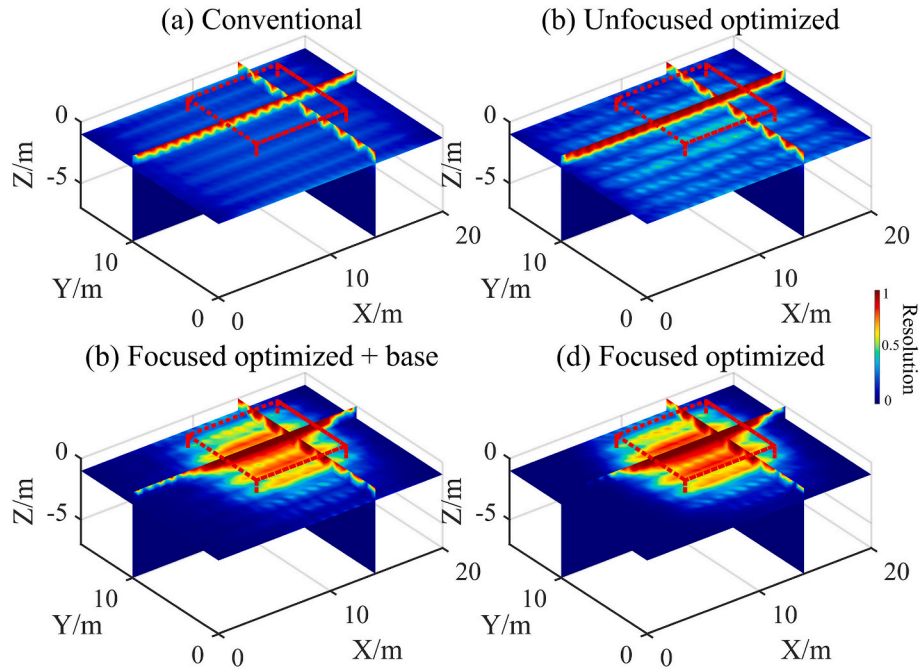 (a) Conventional
(b) Unfocused optimized
0
-5
Z/m
10
0
Y/m
0
10
20
X/m
0
-5
Z/m
10
0
Y/m
0
10
20
X/m
1
0.5
0
Resolution
(b) Focused optimized + base
(d) Focused optimized
0
-5
Z/m
10
0
Y/m
0
10
20
X/m
0
-5
Z/m
10
0
Y/m
0
10
20
X/m